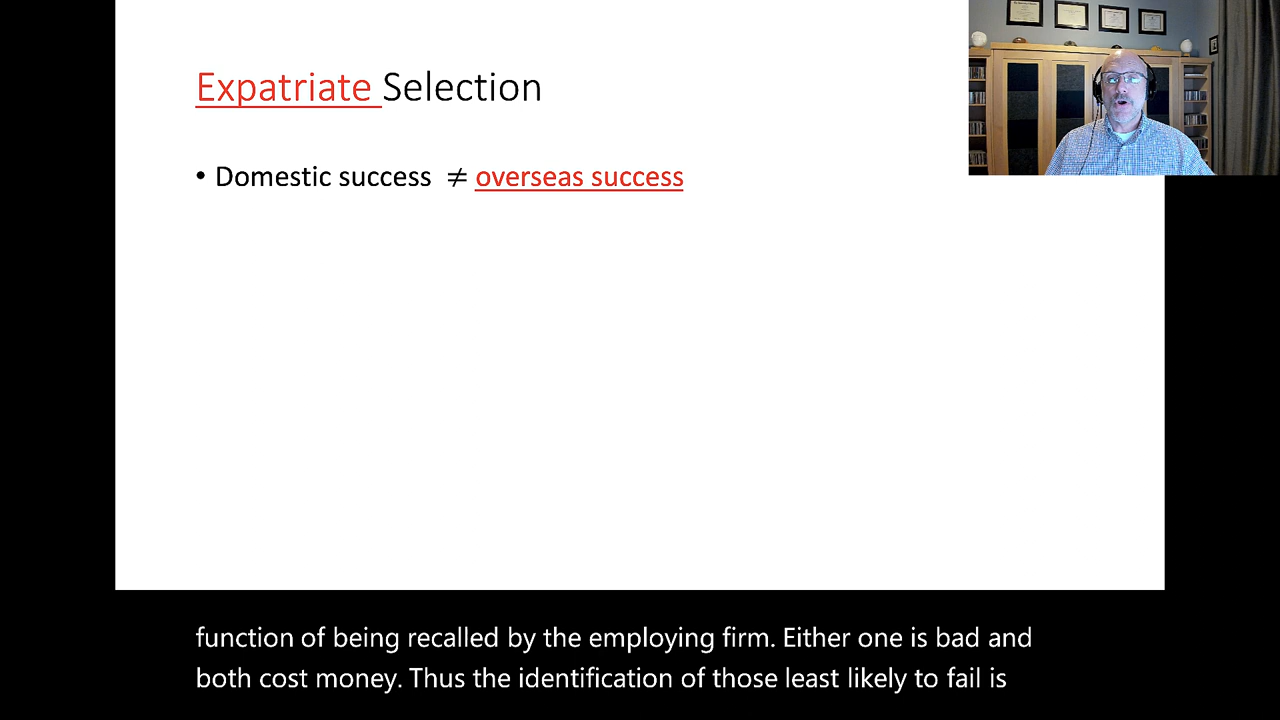 Expatriate Selection
• Domestic success ≠ overseas success
function of being recalled by the employing firm. Either one is bad and
both cost money. Thus the identification of those least likely to fail is